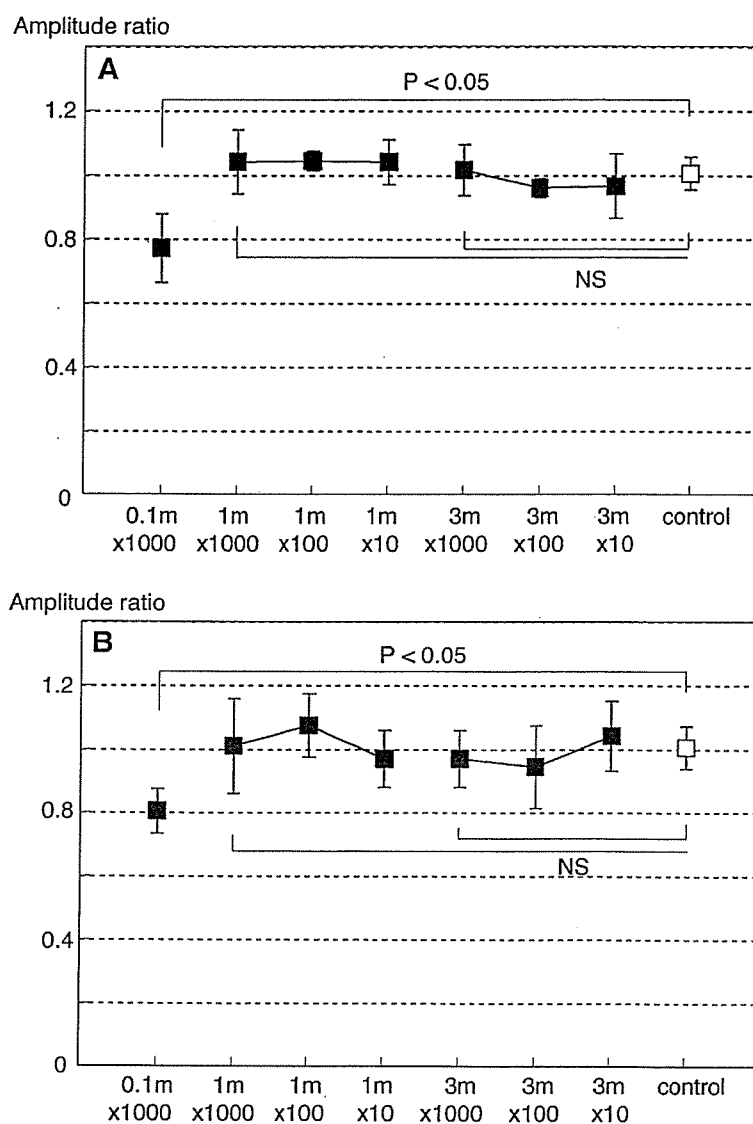 Amplitude ratio
A
P < 0.05
1.2
0.8
NS
0.4
0
0.1m 1m 1m 1m 3m 3m 3m control
x1000 x1000 x100 x10 x1000 x100 x10
Amplitude ratio
B
P < 0.05
1.2
0.8
NS
0.4
0
0.1m 1m 1m 1m 3m 3m 3m control
x1000 x1000 x100 x10 x1000 x100 x10